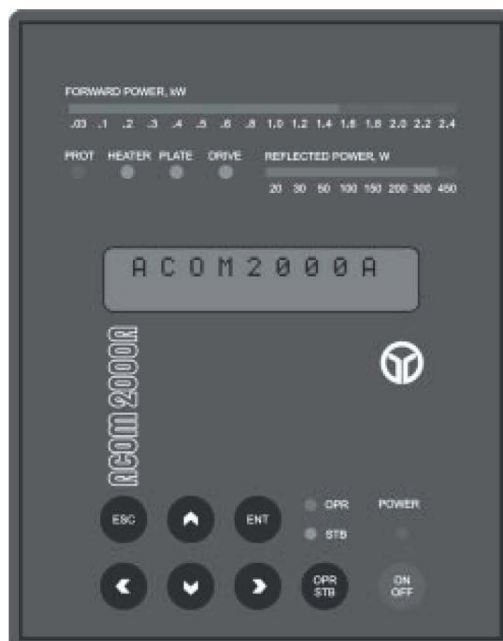 FORWARD POWER, kW
.03 .1 .2 .3 .4 .5 .6 .8 1.0 1.2 1.4 1.6 1.8 2.0 2.2 2.4
PROT HEATER PLATE DRIVE REFLECTED POWER, W
20 30 50 100 150 200 300 450
ACOM2000A
ACOM 2000A
ESC ENT OPR POWER
STB
OPR STB
ON OFF